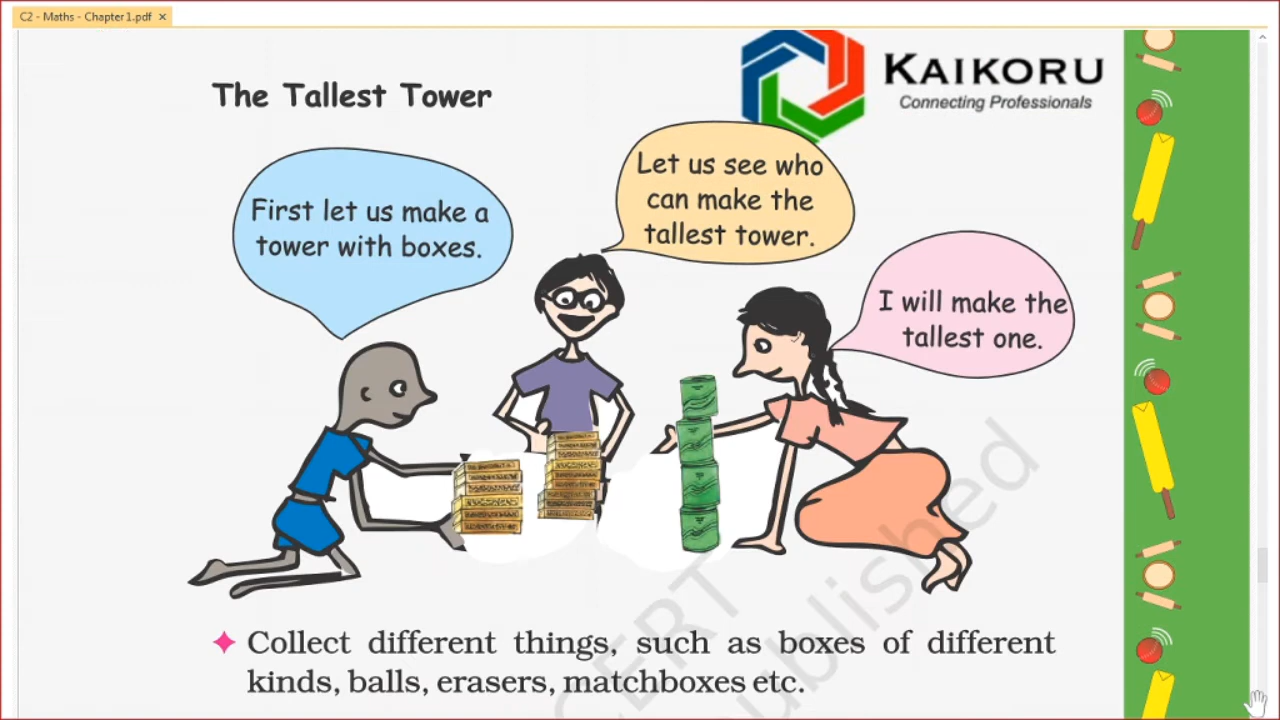 C2 - Maths - Chapter 1.pdf
KAIKORU
Connecting Professionals
The Tallest Tower
Let us see who
can make the
tallest tower.
First let us make a
tower with boxes.
I will make the
tallest one.
Collect different things, such as boxes of different
kinds, balls, erasers, matchboxes etc.
CERT
published